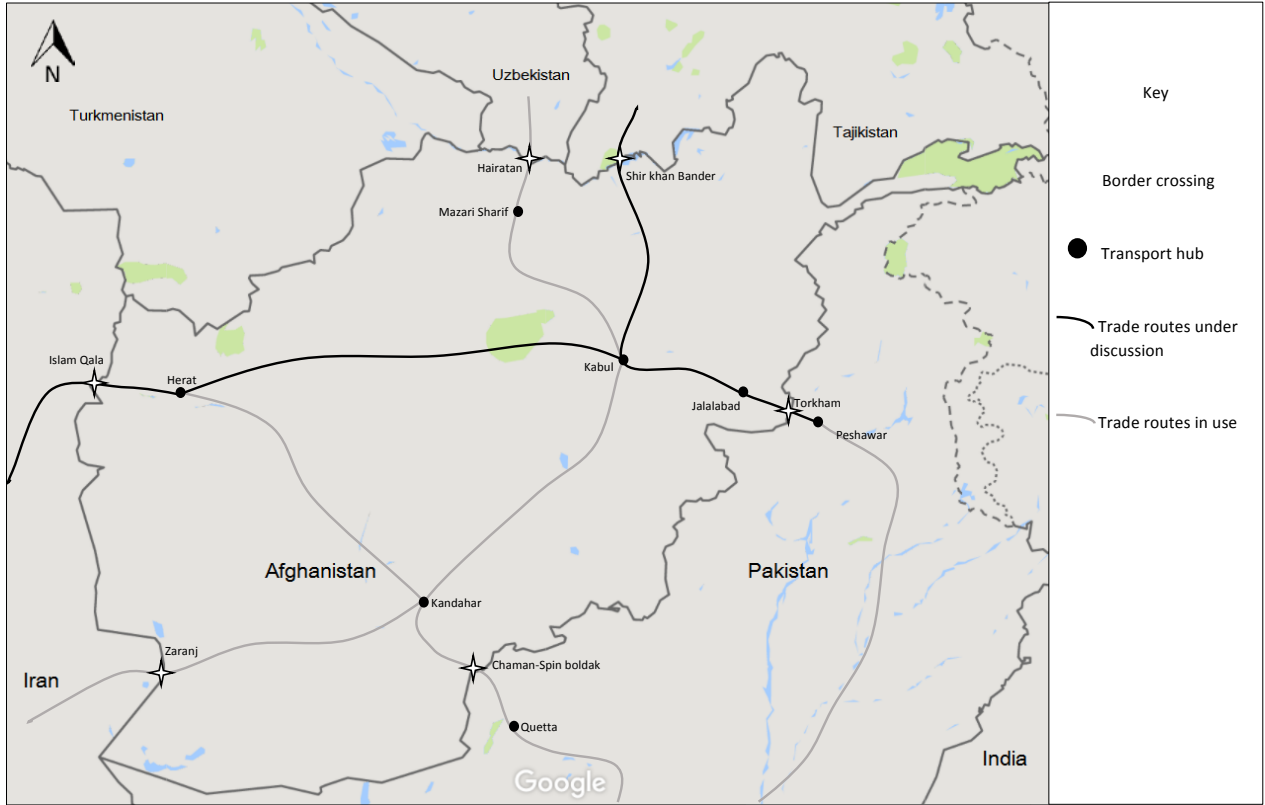 N
Uzbekistan
Turkmenistan
Tajikistan
Hairatan
Shir khan Bander
Mazari Sharif
Islam Qala
Herat
Kabul
Jalalabad
Torkham
Peshawar
Afghanistan
Pakistan
Kandahar
Zaranj
Chaman-Spin boldak
Iran
Quetta
India
Google
Key
Border crossing
Transport hub
Trade routes under
discussion
Trade routes in use